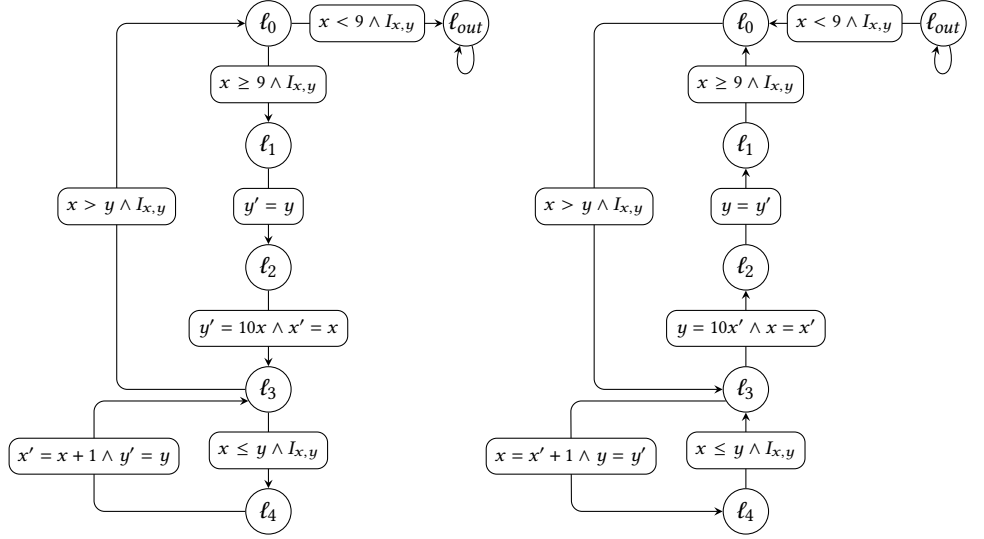 ℓ₀ x < 9 ∧ Iₓ,ᵧ ℓₒᵤₜ
x ≥ 9 ∧ Iₓ,ᵧ
ℓ₁
x > y ∧ Iₓ,ᵧ y′ = y
ℓ₂
y′ = 10x ∧ x′ = x
ℓ₃
x′ = x + 1 ∧ y′ = y x ≤ y ∧ Iₓ,ᵧ
ℓ₄
ℓ₀ x < 9 ∧ Iₓ,ᵧ ℓₒᵤₜ
x ≥ 9 ∧ Iₓ,ᵧ
ℓ₁
x > y ∧ Iₓ,ᵧ y = y′
ℓ₂
y = 10x′ ∧ x = x′
ℓ₃
x = x′ + 1 ∧ y = y′ x ≤ y ∧ Iₓ,ᵧ
ℓ₄